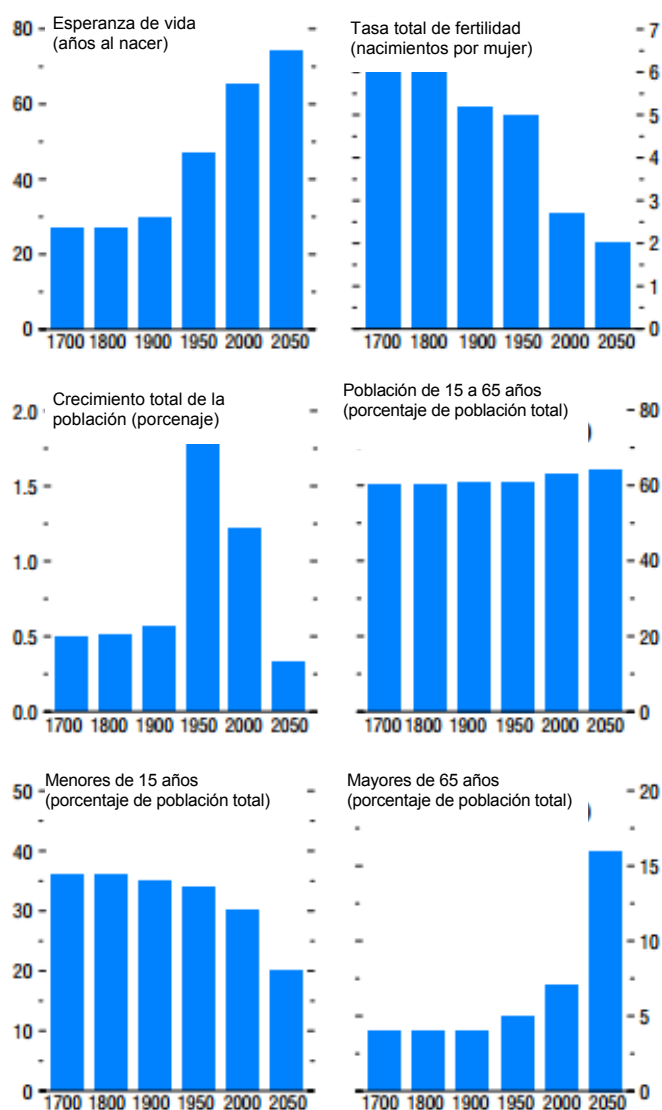 Esperanza de vida
(años al nacer)
80
60
40
20
0
1700 1800 1900 1950 2000 2050
Tasa total de fertilidad
(nacimientos por mujer)
7
6
5
4
3
2
1
0
1700 1800 1900 1950 2000 2050
Crecimiento total de la
población (porcenaje)
2.0
1.5
1.0
0.5
0.0
1700 1800 1900 1950 2000 2050
Población de 15 a 65 años
(porcentaje de población total)
80
60
40
20
0
1700 1800 1900 1950 2000 2050
Menores de 15 años
(porcentaje de población total)
50
40
30
20
10
0
1700 1800 1900 1950 2000 2050
Mayores de 65 años
(porcentaje de población total)
20
15
10
5
0
1700 1800 1900 1950 2000 2050